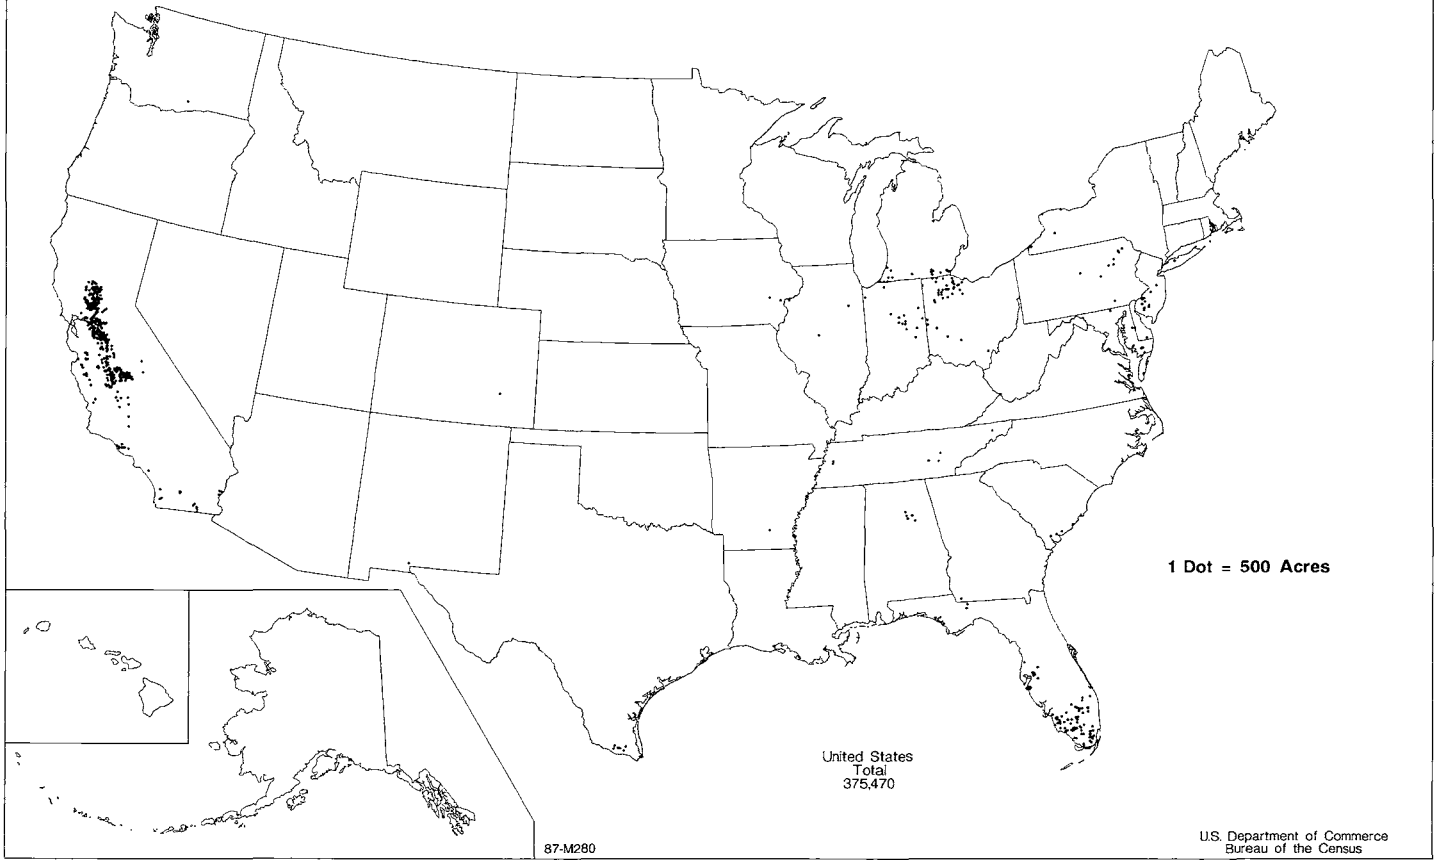 1 Dot = 500 Acres
United States
Total
375,470
87-M280
U.S. Department of Commerce
Bureau of the Census